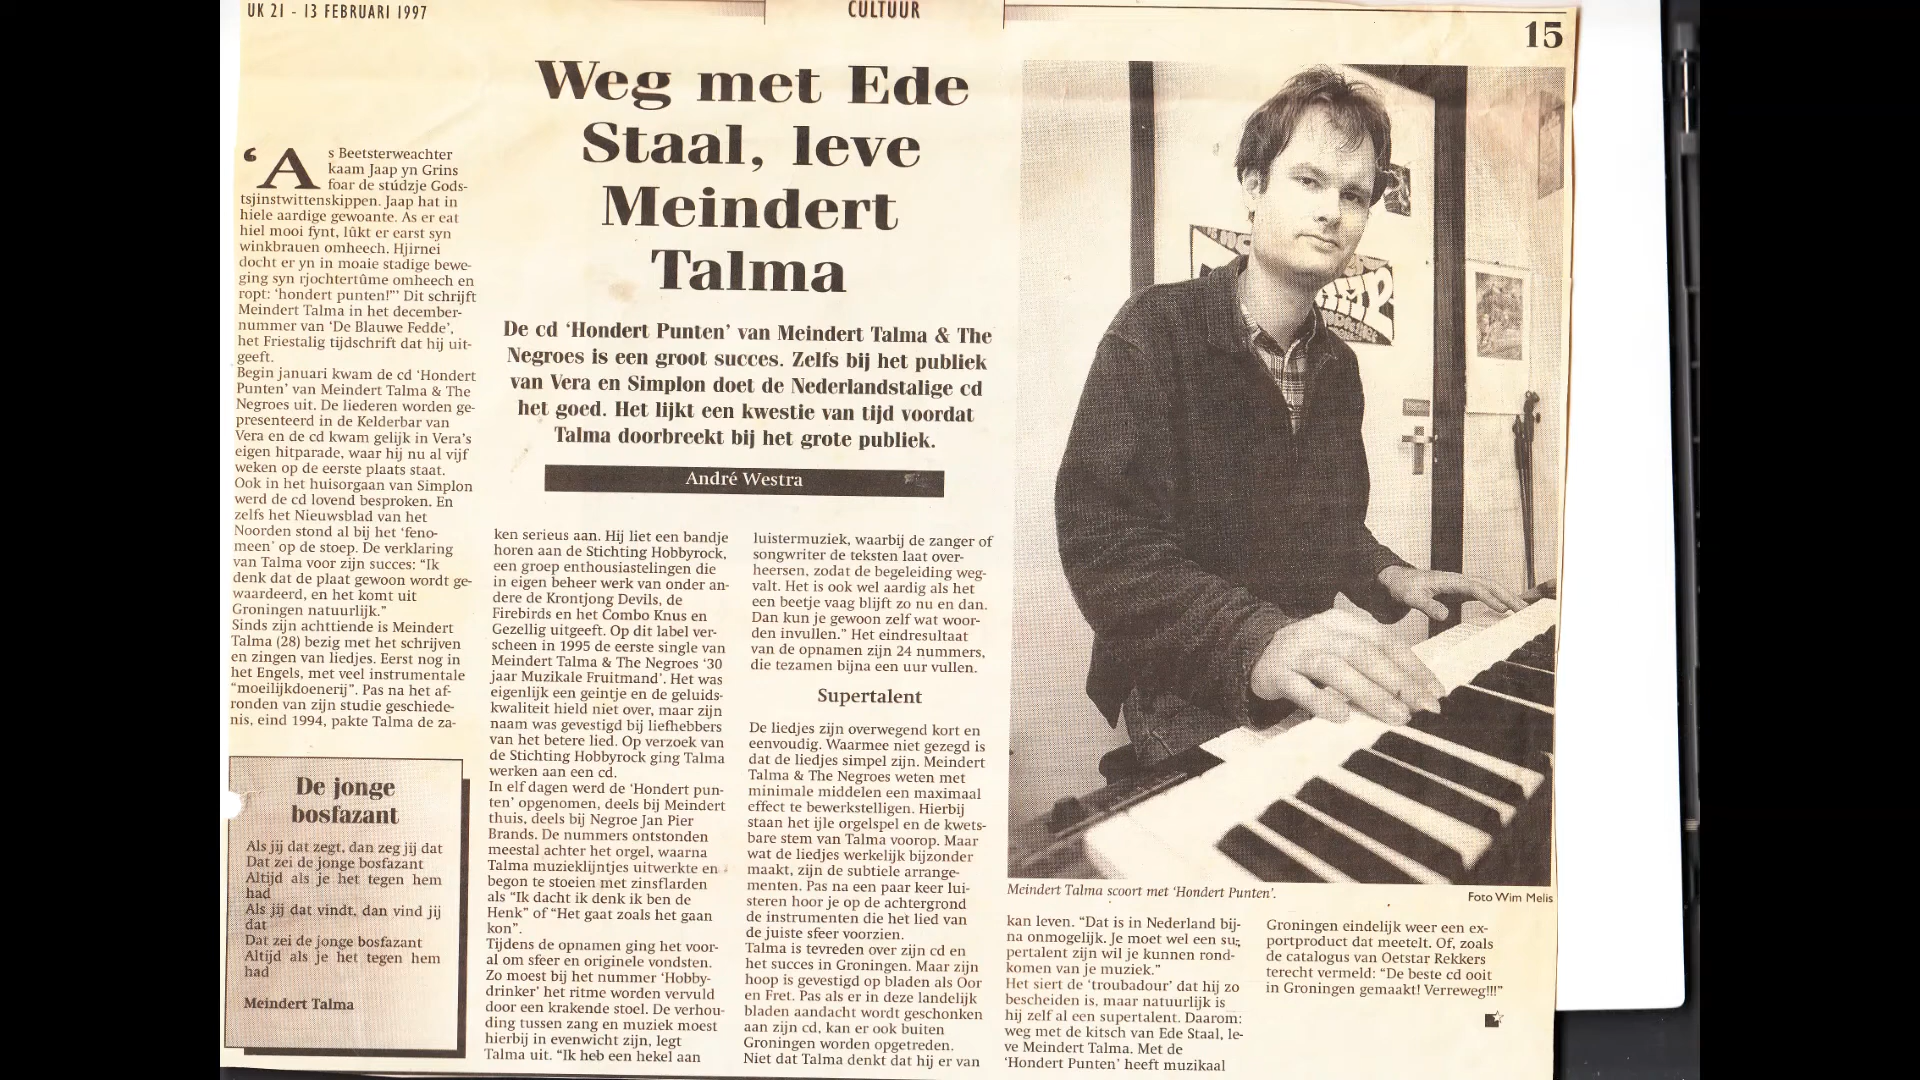 UK 21 - 13 FEBRUARI 1997
CULTUUR
15
Weg met Ede
Staal, leve
Meindert
Talma
De cd ‘Hondert Punten’ van Meindert Talma & The
Negroes is een groot succes. Zelfs bij het publiek
van Vera en Simplon doet de Nederlandstalige cd
het goed. Het lijkt een kwestie van tijd voordat
Talma doorbreekt bij het grote publiek.
André Westra
‘As Beetsterweachter
kaam Jaap yn Grins
foar de stúdzje Gods-
tsjinstwittenskippen. Jaap hat in
hiele aardige gewoante. As er eat
hiel mooi fynt, lûkt er earst syn
winkbrauen omheech. Hjirnei
docht er yn in moaie stadige bewe-
ging syn rjochtertûme omheech en
ropt: ‘hondert punten!”’ Dit schrijft
Meindert Talma in het december-
nummer van ‘De Blauwe Fedde’,
het Friestalig tijdschrift dat hij uit-
geeft.
Begin januari kwam de cd ‘Hondert
Punten’ van Meindert Talma & The
Negroes uit. De liederen worden ge-
presenteerd in de Kelderbar van
Vera en de cd kwam gelijk in Vera’s
eigen hitparade, waar hij nu al vijf
weken op de eerste plaats staat.
Ook in het huisorgaan van Simplon
werd de cd lovend besproken. En
zelfs het Nieuwsblad van het
Noorden stond al bij het ‘feno-
meen’ op de stoep. De verklaring
van Talma voor zijn succes: “Ik
denk dat de plaat gewoon wordt ge-
waardeerd, en het komt uit
Groningen natuurlijk.”
Sinds zijn achttiende is Meindert
Talma (28) bezig met het schrijven
en zingen van liedjes. Eerst nog in
het Engels, met veel instrumentale
“moeilijkdoenerij”. Pas na het af-
ronden van zijn studie geschiede-
nis, eind 1994, pakte Talma de za-
De jonge
bosfazant
Als jij dat zegt, dan zeg jij dat
Dat zei de jonge bosfazant
Altijd als je het tegen hem
had
Als jij dat vindt, dan vind jij
dat
Dat zei de jonge bosfazant
Altijd als je het tegen hem
had
Meindert Talma
ken serieus aan. Hij liet een bandje
horen aan de Stichting Hobbyrock,
een groep enthousiastelingen die
in eigen beheer werk van onder an-
dere de Krontjong Devils, de
Firebirds en het Combo Knus en
Gezellig uitgeeft. Op dit label ver-
scheen in 1995 de eerste single van
Meindert Talma & The Negroes ‘30
jaar Muzikale Fruitmand’. Het was
eigenlijk een geintje en de geluids-
kwaliteit hield niet over, maar zijn
naam was gevestigd bij liefhebbers
van het betere lied. Op verzoek van
de Stichting Hobbyrock ging Talma
werken aan een cd.
In elf dagen werd de ‘Hondert pun-
ten’ opgenomen, deels bij Meindert
thuis, deels bij Negroe Jan Pier
Brands. De nummers ontstonden
meestal achter het orgel, waarna
Talma muzieklijntjes uitwerkte en
begon te stoeien met zinsflarden
als “Ik dacht ik denk ik ben de
Henk” of “Het gaat zoals het gaan
kon”.
Tijdens de opnamen ging het voor-
al om sfeer en originele vondsten.
Zo moest bij het nummer ‘Hobby-
drinker’ het ritme worden vervuld
door een krakende stoel. De verhou-
ding tussen zang en muziek moest
hierbij in evenwicht zijn, legt
Talma uit. “Ik heb een hekel aan
luistermuziek, waarbij de zanger of
songwriter de teksten laat over-
heersen, zodat de begeleiding weg-
valt. Het is ook wel aardig als het
een beetje vaag blijft zo nu en dan.
Dan kun je gewoon zelf wat woor-
den invullen.” Het eindresultaat
van de opnamen zijn 24 nummers,
die tezamen bijna een uur vullen.
Supertalent
De liedjes zijn overwegend kort en
eenvoudig. Waarmee niet gezegd is
dat de liedjes simpel zijn. Meindert
Talma & The Negroes weten met
minimale middelen een maximaal
effect te bewerkstelligen. Hierbij
staan het ijle orgelspel en de kwets-
bare stem van Talma voorop. Maar
wat de liedjes werkelijk bijzonder
maakt, zijn de subtiele arrange-
menten. Pas na een paar keer lui-
steren hoor je op de achtergrond
de instrumenten die het lied van
de juiste sfeer voorzien.
Talma is tevreden over zijn cd en
het succes in Groningen. Maar zijn
hoop is gevestigd op bladen als Oor
en Fret. Pas als er in deze landelijk
bladen aandacht wordt geschonken
aan zijn cd, kan er ook buiten
Groningen worden opgetreden.
Niet dat Talma denkt dat hij er van
Meindert Talma scoort met ‘Hondert Punten’.
Foto Wim Melis
kan leven. “Dat is in Nederland bij-
na onmogelijk. Je moet wel een su-
pertalent zijn wil je kunnen rond-
komen van je muziek.”
Het siert de ‘troubadour’ dat hij zo
bescheiden is, maar natuurlijk is
hij zelf al een supertalent. Daarom:
weg met de kitsch van Ede Staal, le-
ve Meindert Talma. Met de
‘Hondert Punten’ heeft muzikaal
Groningen eindelijk weer een ex-
portproduct dat meetelt. Of, zoals
de catalogus van Oetstar Rekkers
terecht vermeld: “De beste cd ooit
in Groningen gemaakt! Verreweg!!!”